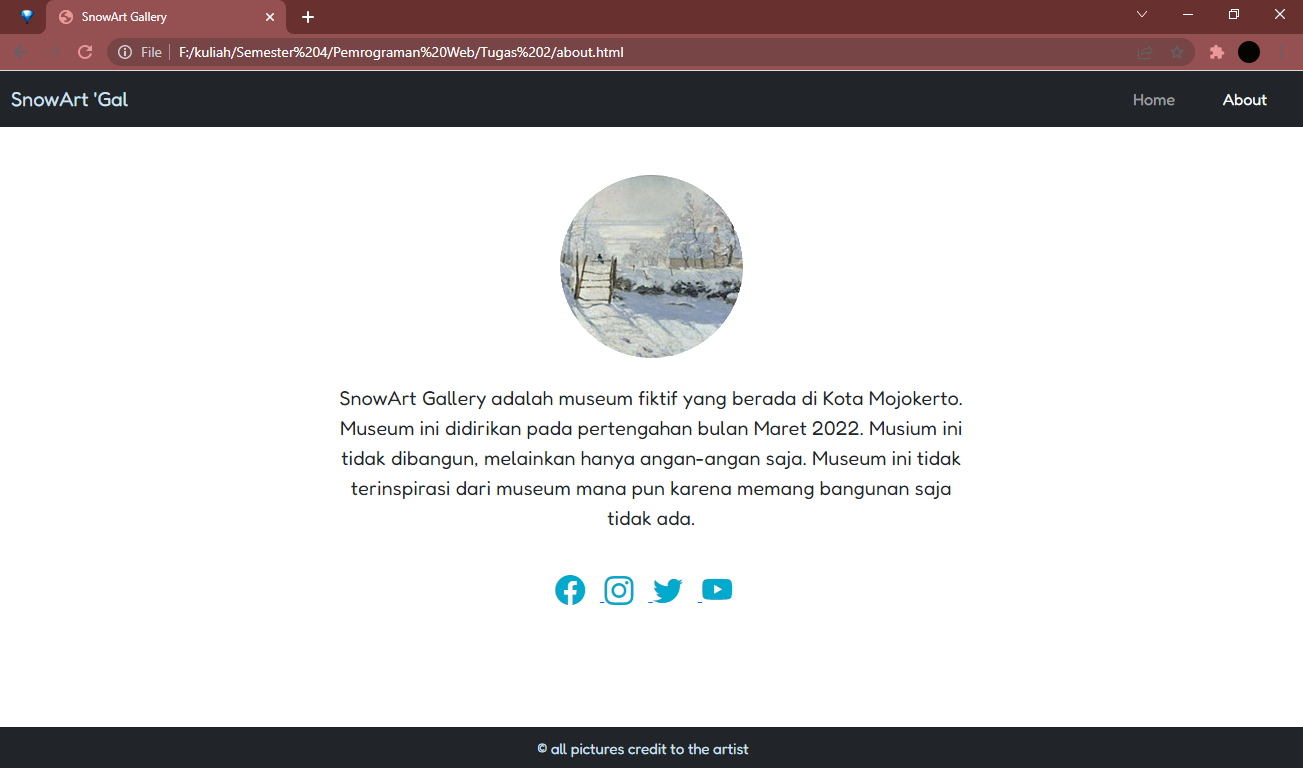 SnowArt Gallery
File
F:/kuliah/Semester%204/Pemrograman%20Web/Tugas%202/about.html
SnowArt 'Gal
Home
About
SnowArt Gallery adalah museum fiktif yang berada di Kota Mojokerto.
Museum ini didirikan pada pertengahan bulan Maret 2022. Musium ini
tidak dibangun, melainkan hanya angan-angan saja. Museum ini tidak
terinspirasi dari museum mana pun karena memang bangunan saja
tidak ada.
© all pictures credit to the artist